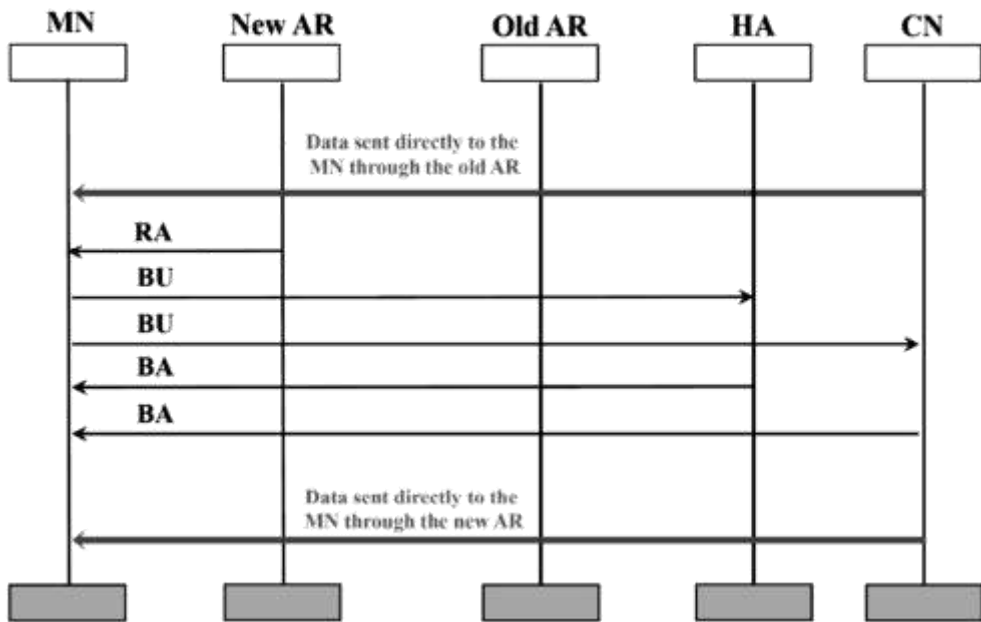 MN New AR Old AR HA CN
Data sent directly to the
MN through the old AR
RA
BU
BU
BA
BA
Data sent directly to the
MN through the new AR